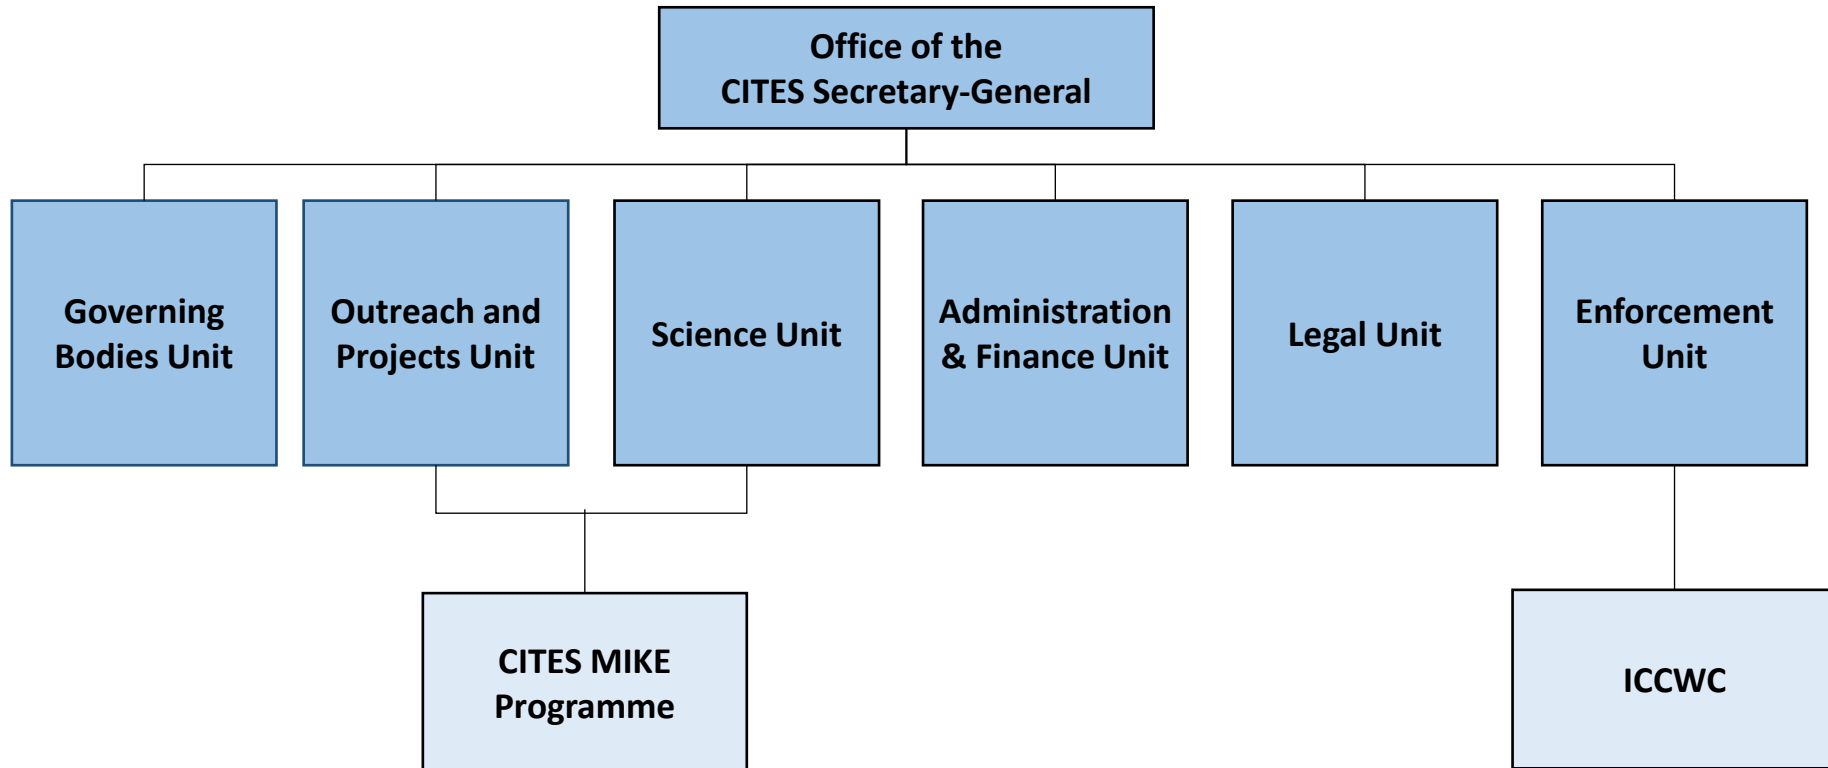 Office of the
CITES Secretary-General
Governing
Bodies Unit
Outreach and
Projects Unit
Science Unit
Administration
& Finance Unit
Legal Unit
Enforcement
Unit
CITES MIKE
Programme
ICCWC